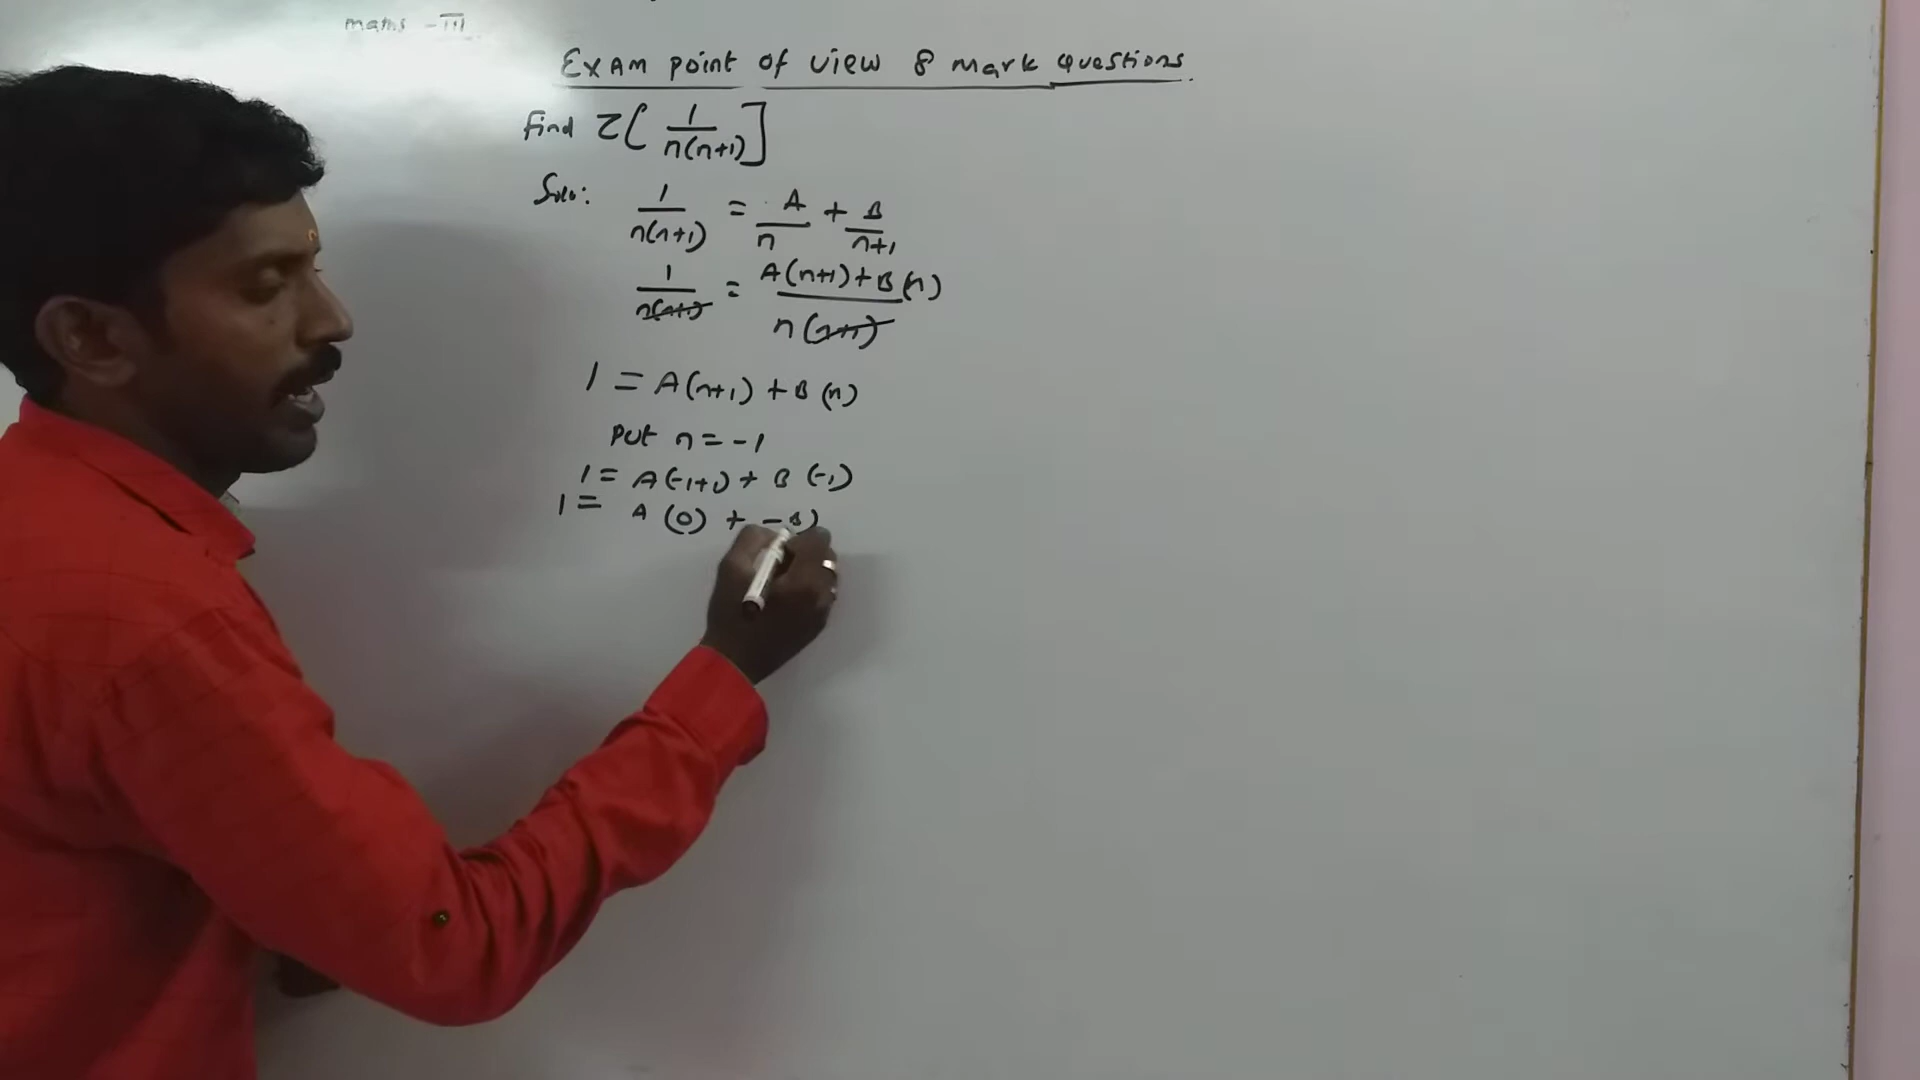 maths - III
Exam point of view 8 mark questions.
Find Z[ 1/n(n+1) ]
Soln: 1/n(n+1) = A/n + B/n+1
1/n(n+1) = A(n+1)+B(n)/n(n+1)
1 = A(n+1) + B(n)
Put n = -1
1 = A(-1+1) + B(-1)
1 = A(0) + -B)